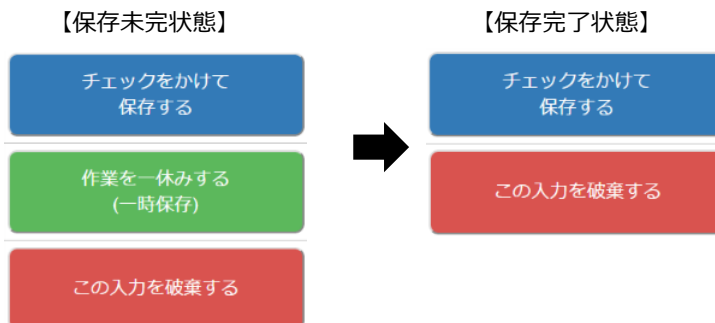 【保存未完状態】
チェックをかけて
保存する
作業を一休みする
(一時保存)
この入力を破棄する
【保存完了状態】
チェックをかけて
保存する
この入力を破棄する